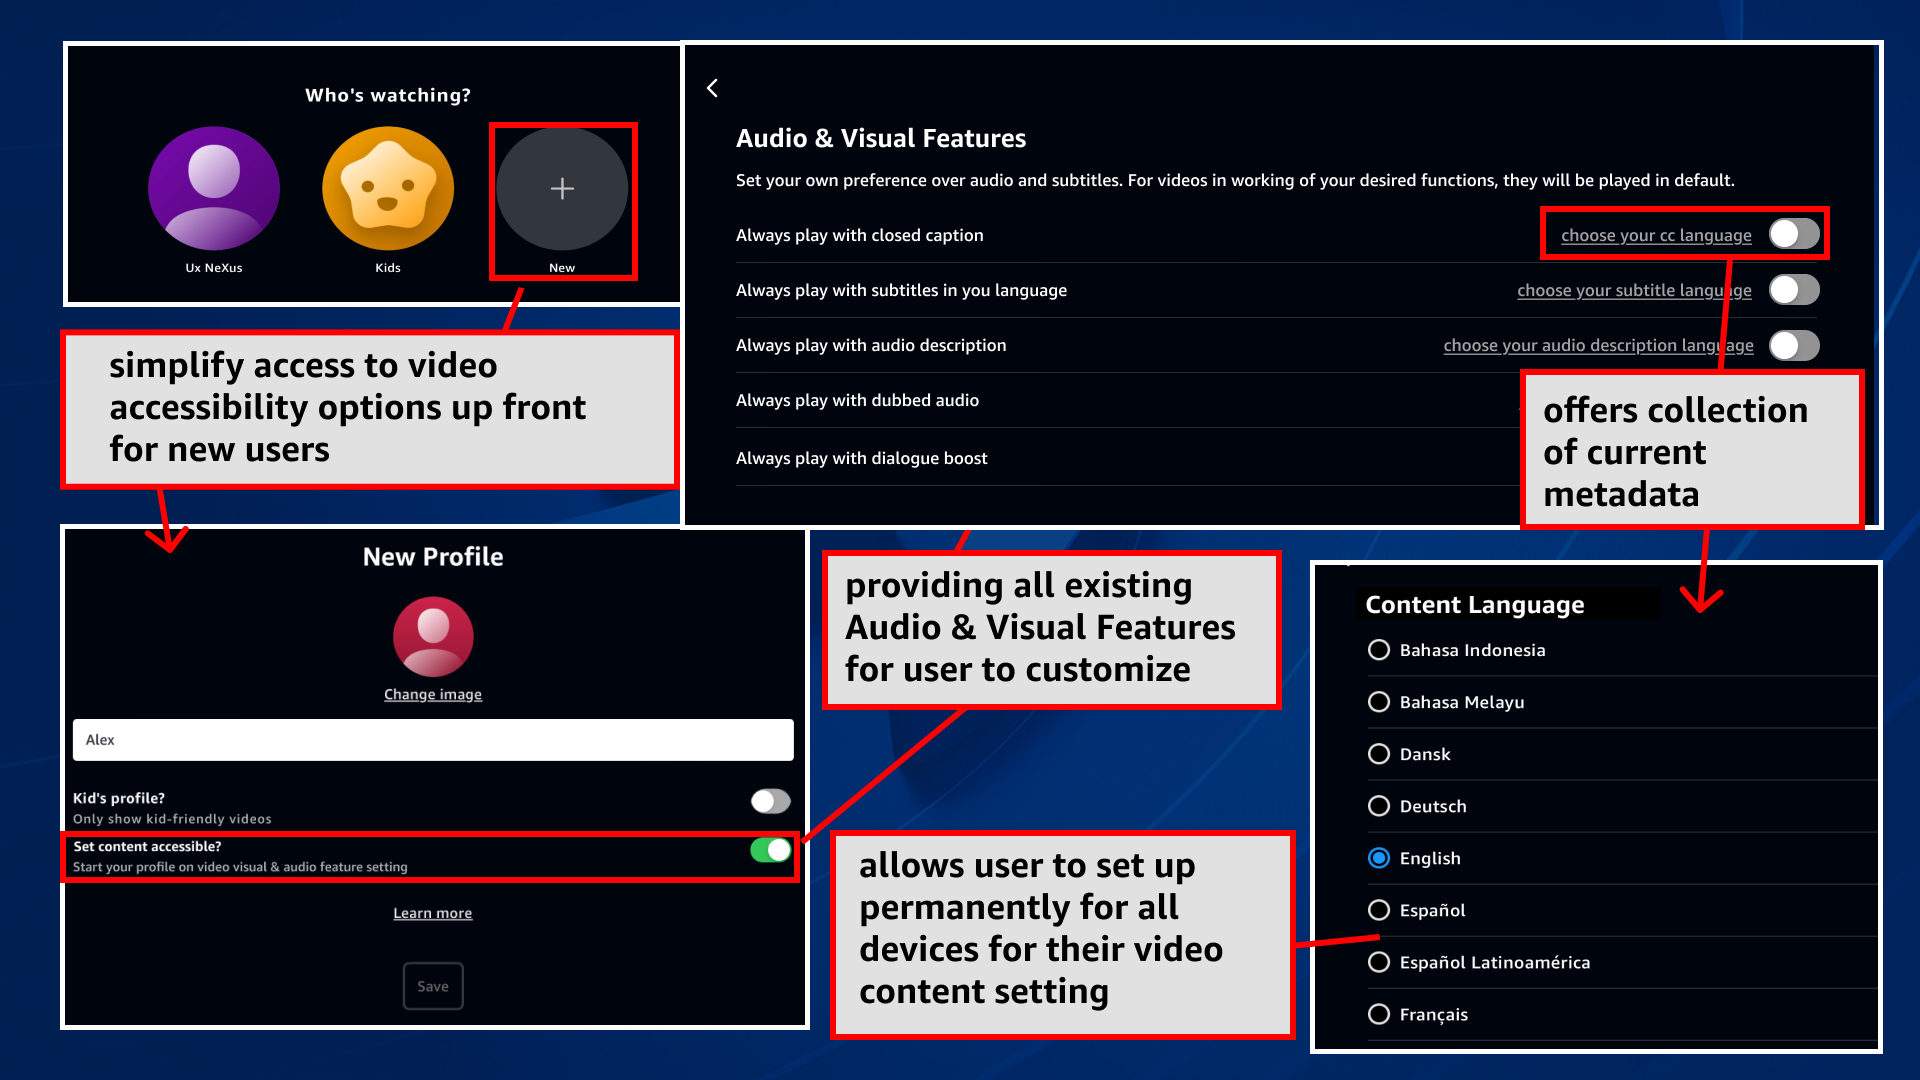 Who's watching?
Ux NeXus
Kids
New
simplify access to video
accessibility options up front
for new users
Audio & Visual Features
Set your own preference over audio and subtitles. For videos in working of your desired functions, they will be played in default.
Always play with closed caption
choose your cc language
Always play with subtitles in you language
choose your subtitle language
Always play with audio description
choose your audio description language
Always play with dubbed audio
Always play with dialogue boost
offers collection
of current
metadata
New Profile
Change image
Alex
Kid's profile?
Only show kid-friendly videos
Set content accessible?
Start your profile on video visual & audio feature setting
Learn more
Save
providing all existing
Audio & Visual Features
for user to customize
allows user to set up
permanently for all
devices for their video
content setting
Content Language
Bahasa Indonesia
Bahasa Melayu
Dansk
Deutsch
English
Español
Español Latinoamérica
Français